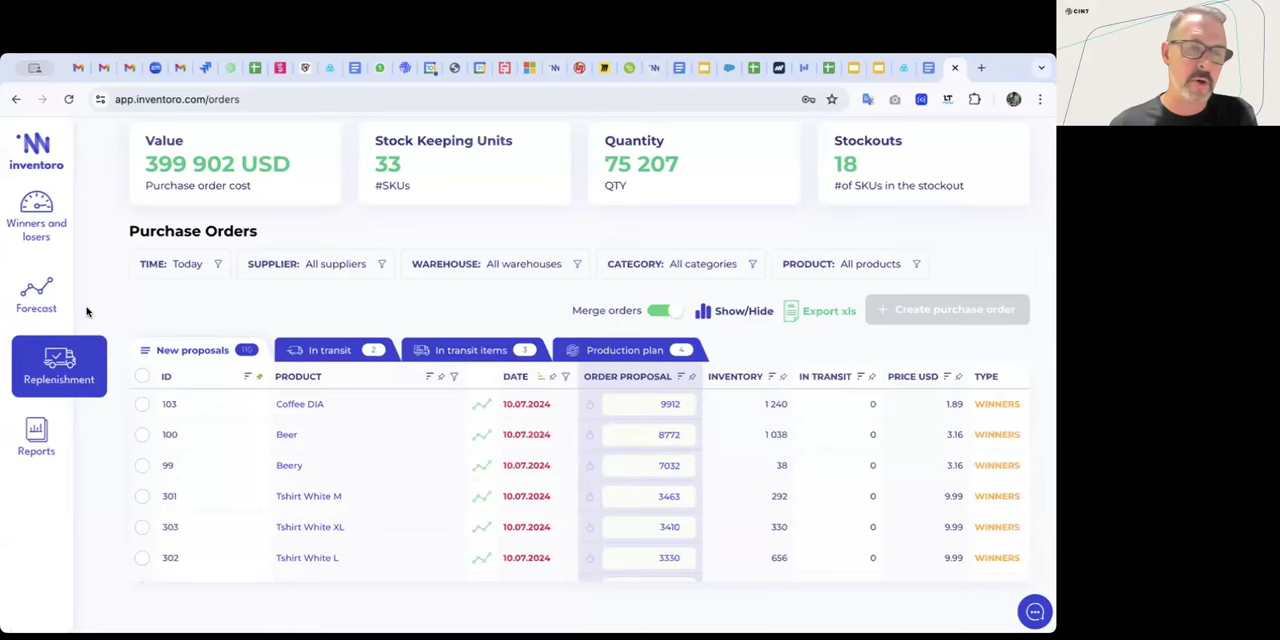 CIN7
app.inventoro.com/orders
inventoro
Winners and
losers
Forecast
Replenishment
Reports
Value
399 902 USD
Purchase order cost
Stock Keeping Units
33
#SKUs
Quantity
75 207
QTY
Stockouts
18
#of SKUs in the stockout
Purchase Orders
TIME: Today
SUPPLIER: All suppliers
WAREHOUSE: All warehouses
CATEGORY: All categories
PRODUCT: All products
Merge orders
Show/Hide
Export xls
+ Create purchase order
New proposals 110
In transit 2
In transit items 3
Production plan 4
ID PRODUCT DATE ORDER PROPOSAL INVENTORY IN TRANSIT PRICE USD TYPE
103 Coffee DIA 10.07.2024 9912 1 240 0 1.89 WINNERS
100 Beer 10.07.2024 8772 1 038 0 3.16 WINNERS
99 Beery 10.07.2024 7032 38 0 3.16 WINNERS
301 Tshirt White M 10.07.2024 3463 292 0 9.99 WINNERS
303 Tshirt White XL 10.07.2024 3410 330 0 9.99 WINNERS
302 Tshirt White L 10.07.2024 3330 656 0 9.99 WINNERS